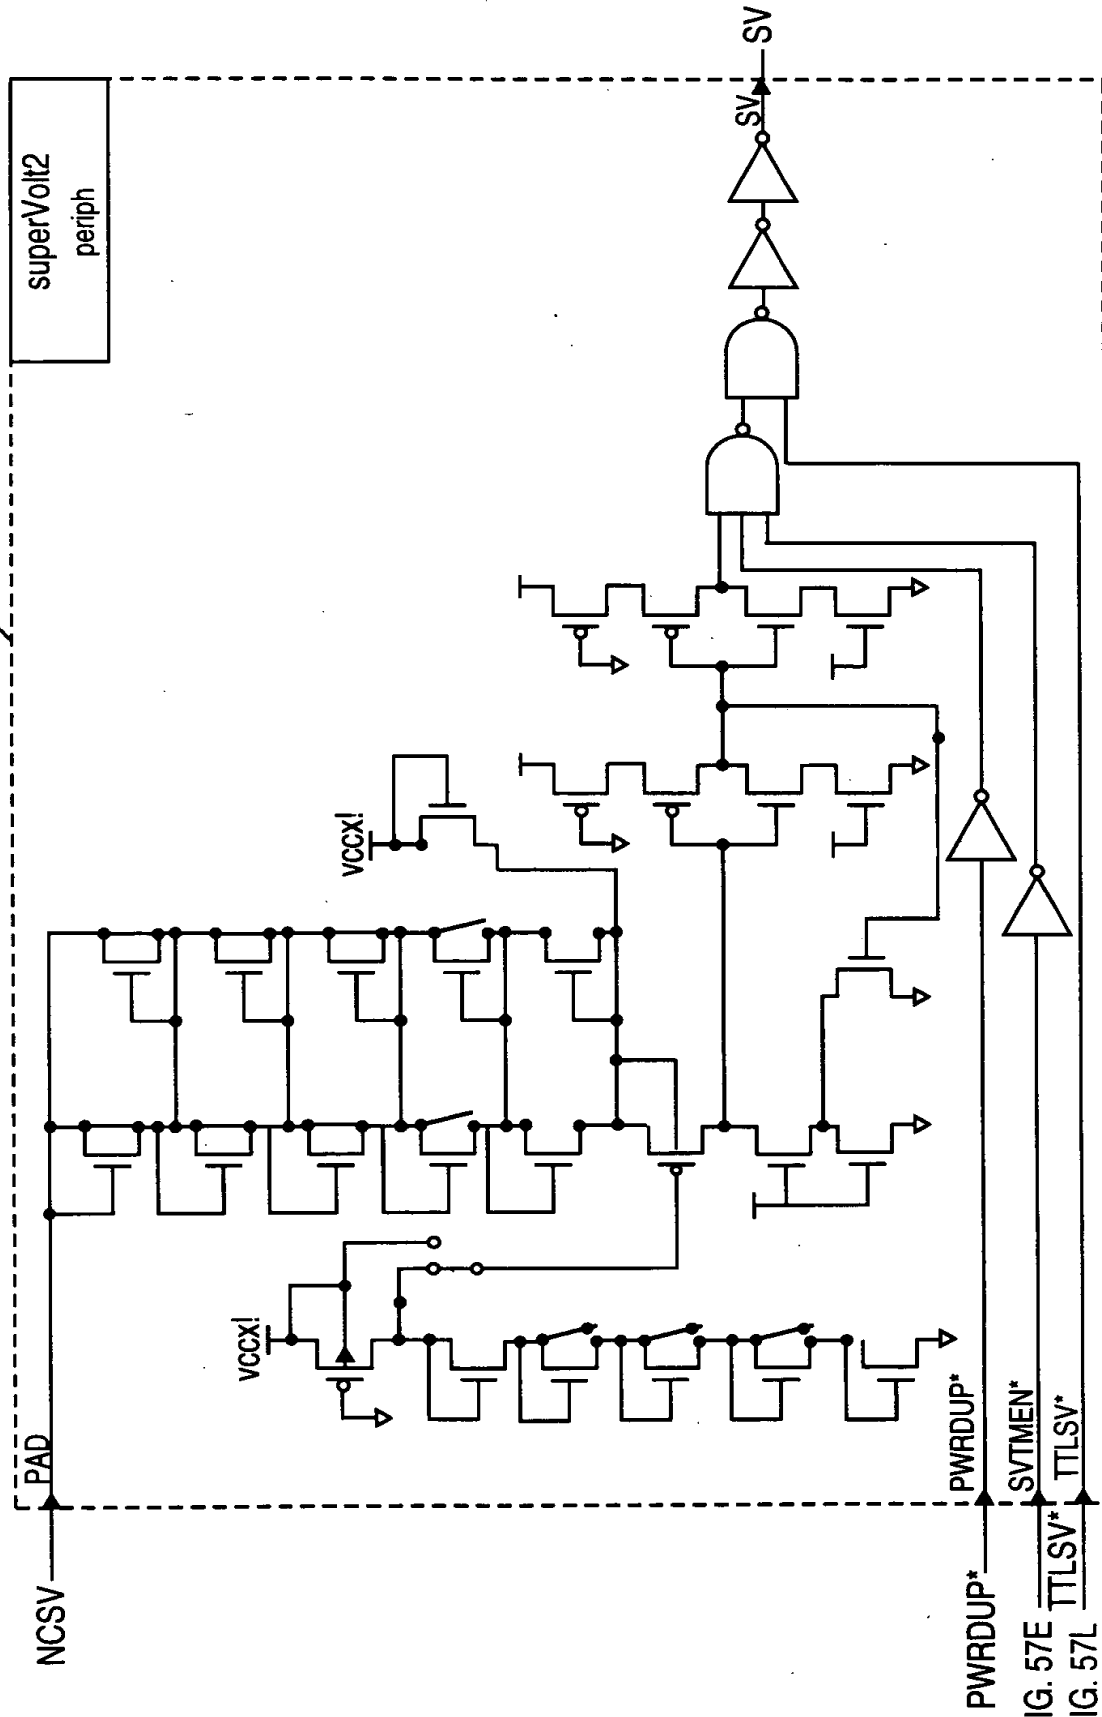 superVolt2
periph
NCSV
PAD
VCCX!
VCCX!
SV
SV
PWRDUP*
PWRDUP*
SVTMEN*
IG. 57E
TTLSV*
TTLSV*
IG. 57L